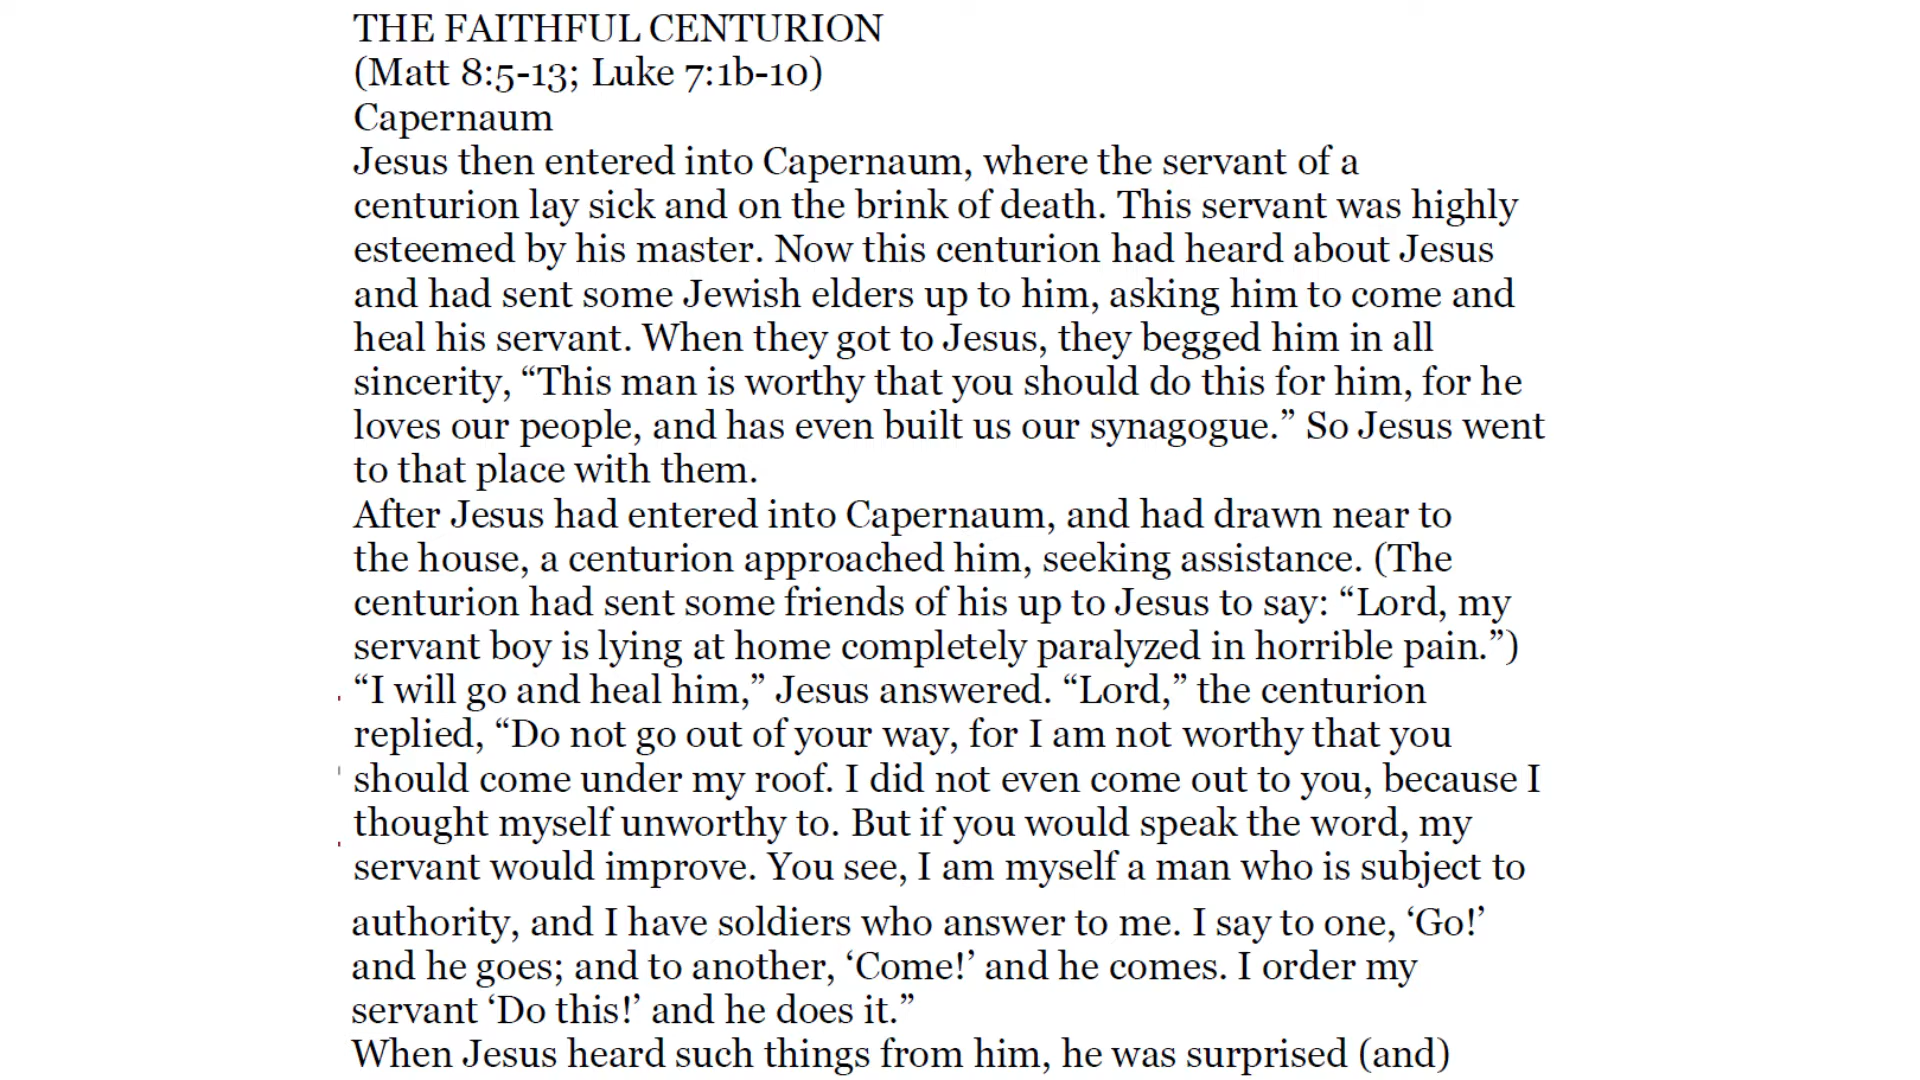 THE FAITHFUL CENTURION
(Matt 8:5-13; Luke 7:1b-10)
Capernaum
Jesus then entered into Capernaum, where the servant of a
centurion lay sick and on the brink of death. This servant was highly
esteemed by his master. Now this centurion had heard about Jesus
and had sent some Jewish elders up to him, asking him to come and
heal his servant. When they got to Jesus, they begged him in all
sincerity, “This man is worthy that you should do this for him, for he
loves our people, and has even built us our synagogue.” So Jesus went
to that place with them.
After Jesus had entered into Capernaum, and had drawn near to
the house, a centurion approached him, seeking assistance. (The
centurion had sent some friends of his up to Jesus to say: “Lord, my
servant boy is lying at home completely paralyzed in horrible pain.”)
“I will go and heal him,” Jesus answered. “Lord,” the centurion
replied, “Do not go out of your way, for I am not worthy that you
should come under my roof. I did not even come out to you, because I
thought myself unworthy to. But if you would speak the word, my
servant would improve. You see, I am myself a man who is subject to
authority, and I have soldiers who answer to me. I say to one, ‘Go!’
and he goes; and to another, ‘Come!’ and he comes. I order my
servant ‘Do this!’ and he does it.”
When Jesus heard such things from him, he was surprised (and)